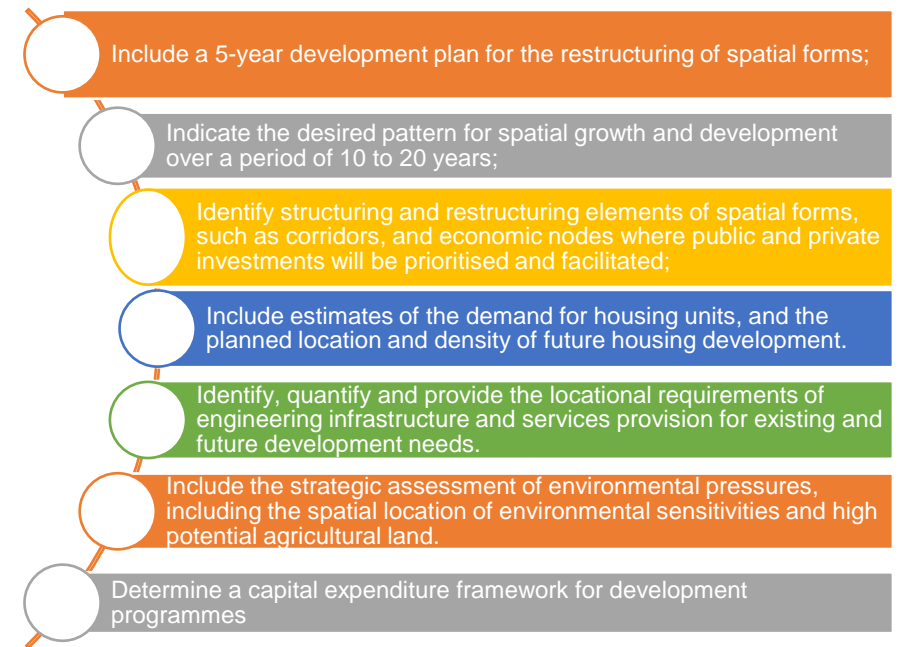 Include a 5-year development plan for the restructuring of spatial forms;
Indicate the desired pattern for spatial growth and development
over a period of 10 to 20 years;
Identify structuring and restructuring elements of spatial forms,
such as corridors, and economic nodes where public and private
investments will be prioritised and facilitated;
Include estimates of the demand for housing units, and the
planned location and density of future housing development.
Identify, quantify and provide the locational requirements of
engineering infrastructure and services provision for existing and
future development needs.
Include the strategic assessment of environmental pressures,
including the spatial location of environmental sensitivities and high
potential agricultural land.
Determine a capital expenditure framework for development
programmes